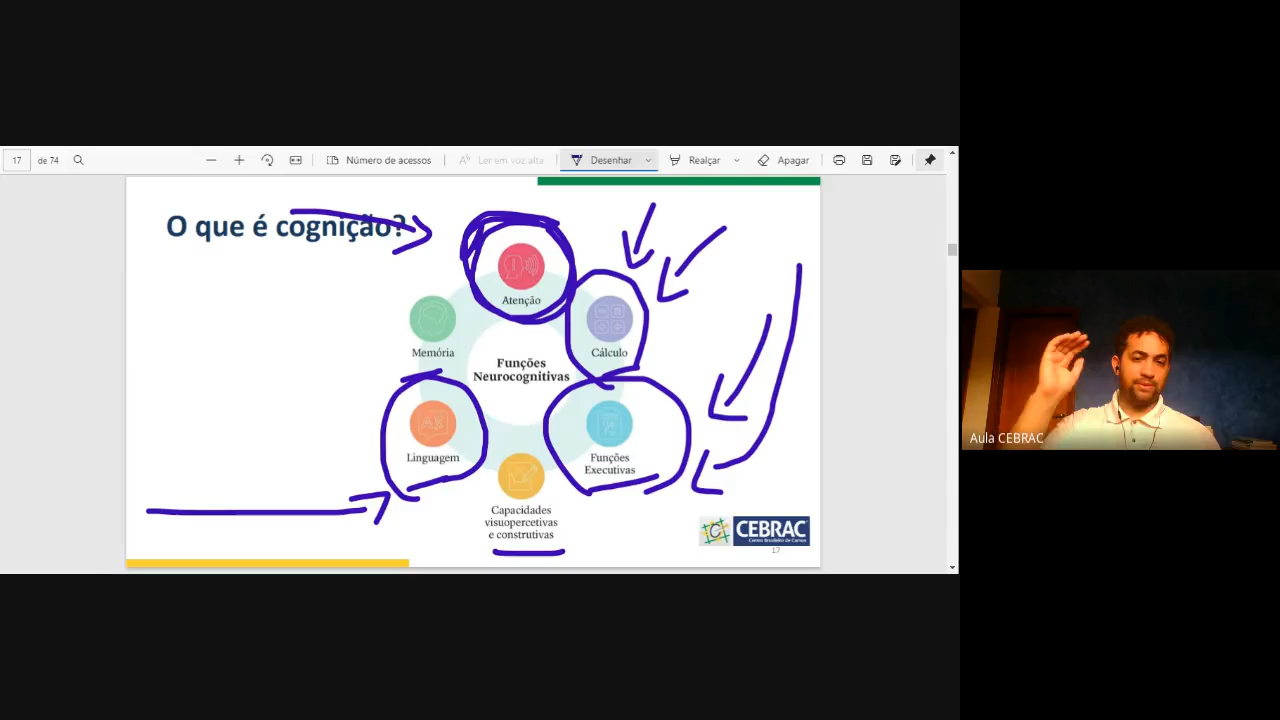 17 de 74 Número de acessos Ler em voz alta Desenhar Realçar Apagar
O que é cognição?
Atenção
Memória
Cálculo
Funções
Neurocognitivas
Linguagem
Funções
Executivas
Capacidades
visuopercetivas
e construtivas
CEBRAC
Centro Brasileiro de Cursos
17
Aula CEBRAC